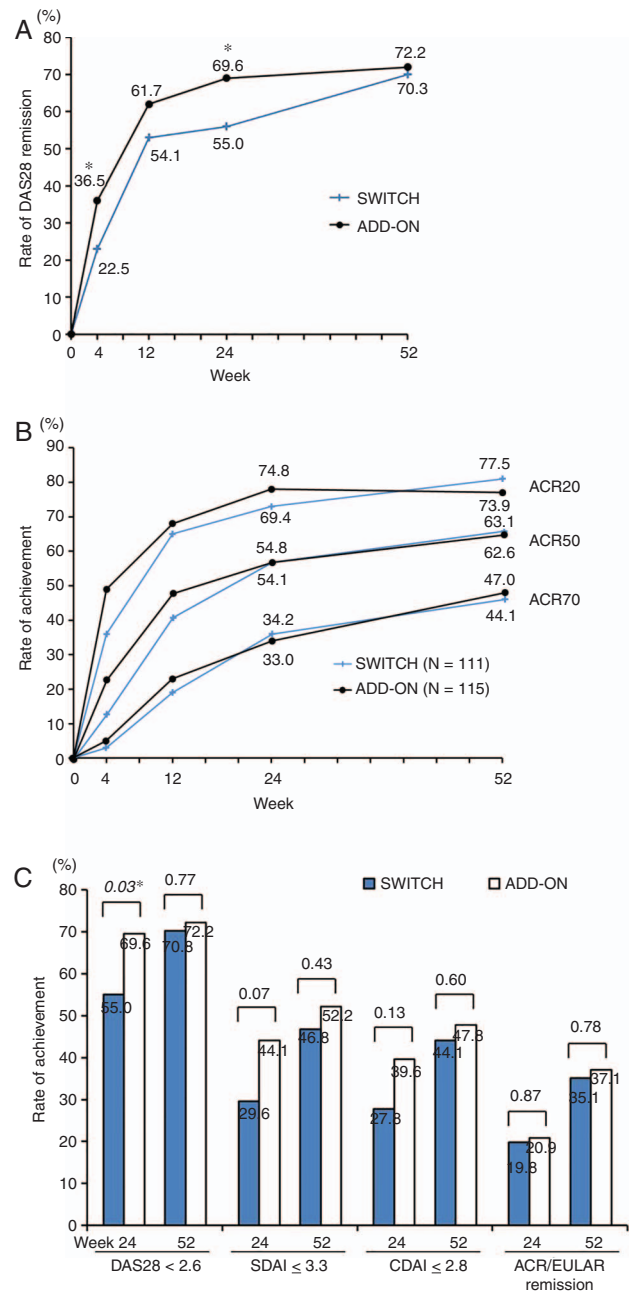 A
(%)
80
70
60
50
40
30
20
10
0
Rate of DAS28 remission
*
36.5
61.7
*
69.6
72.2
22.5
54.1
55.0
70.3
SWITCH
ADD-ON
0 4 12 24 52
Week
B
(%)
90
80
70
60
50
40
30
20
10
0
Rate of achievement
74.8
69.4
77.5
73.9
ACR20
54.8
54.1
63.1
62.6
ACR50
34.2
33.0
47.0
44.1
ACR70
SWITCH (N = 111)
ADD-ON (N = 115)
0 4 12 24 52
Week
C
(%)
80
70
60
50
40
30
20
10
0
Rate of achievement
SWITCH ADD-ON
0.03* 0.77
55.0 69.6 70.3 72.2
0.07 0.43
29.6 44.1 46.8 52.2
0.13 0.60
27.8 39.6 44.1 47.8
0.87 0.78
19.8 20.9 35.1 37.1
Week 24 52 24 52 24 52 24 52
DAS28 < 2.6 SDAI ≤ 3.3 CDAI ≤ 2.8 ACR/EULAR
remission